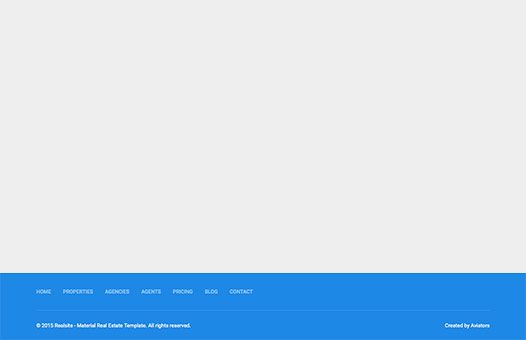 HOME PROPERTIES AGENCIES AGENTS PRICING BLOG CONTACT
© 2015 Realsite - Material Real Estate Template. All rights reserved. Created by Aviators